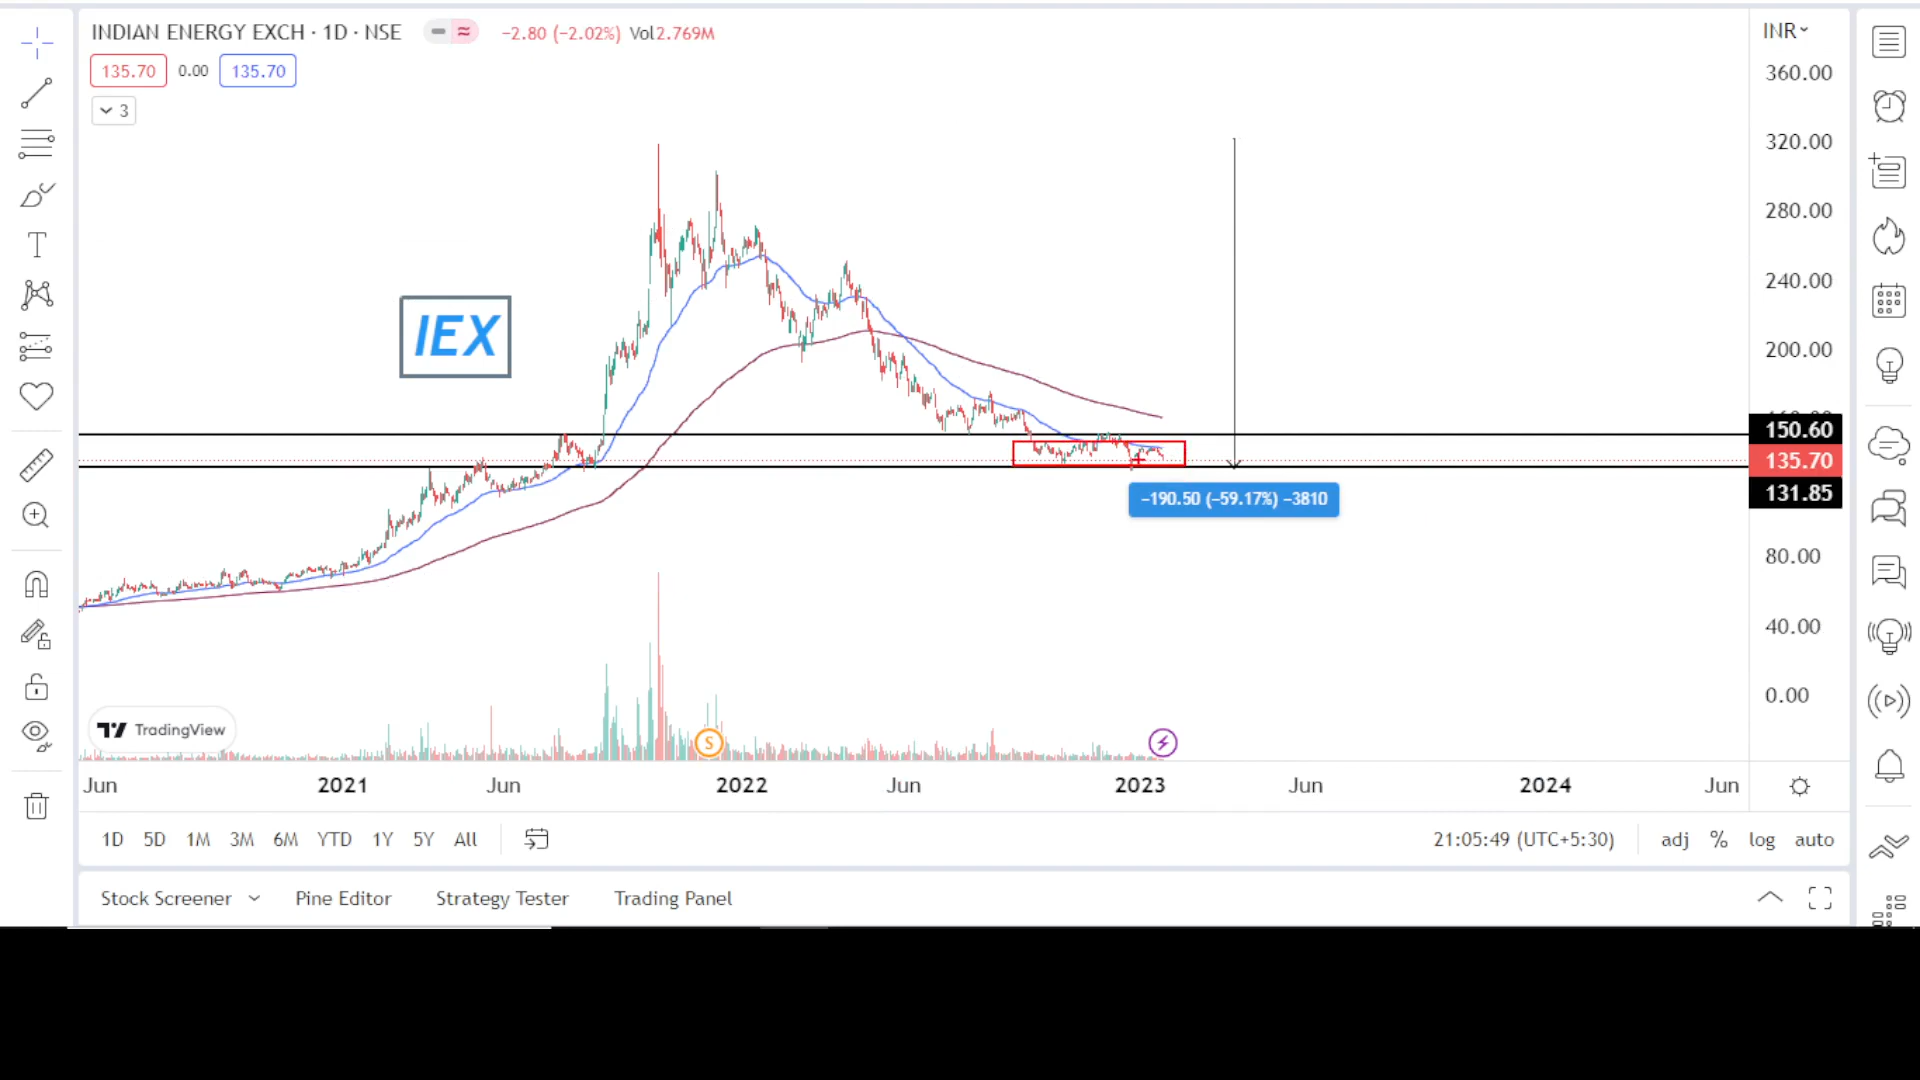 INDIAN ENERGY EXCH · 1D · NSE −2.80 (−2.02%) Vol2.769M
INR
135.70 0.00 135.70
3
360.00
320.00
280.00
240.00
200.00
IEX
150.60
135.70
131.85
−190.50 (−59.17%) −3810
80.00
40.00
0.00
TradingView
S
Jun 2021 Jun 2022 Jun 2023 Jun 2024 Jun
1D 5D 1M 3M 6M YTD 1Y 5Y All 21:05:49 (UTC+5:30) adj % log auto
Stock Screener Pine Editor Strategy Tester Trading Panel